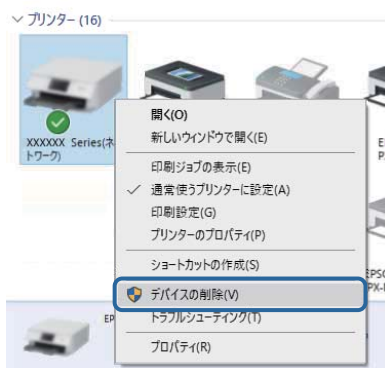 プリンター (16)
XXXXXX Series(ネ
トワーク)
開く(O)
新しいウィンドウで開く(E)
印刷ジョブの表示(E)
通常使うプリンターに設定(A)
印刷設定(G)
プリンターのプロパティ(P)
ショートカットの作成(S)
デバイスの削除(V)
トラブルシューティング(T)
プロパティ(R)
E
P
EPSO
PX-
EP